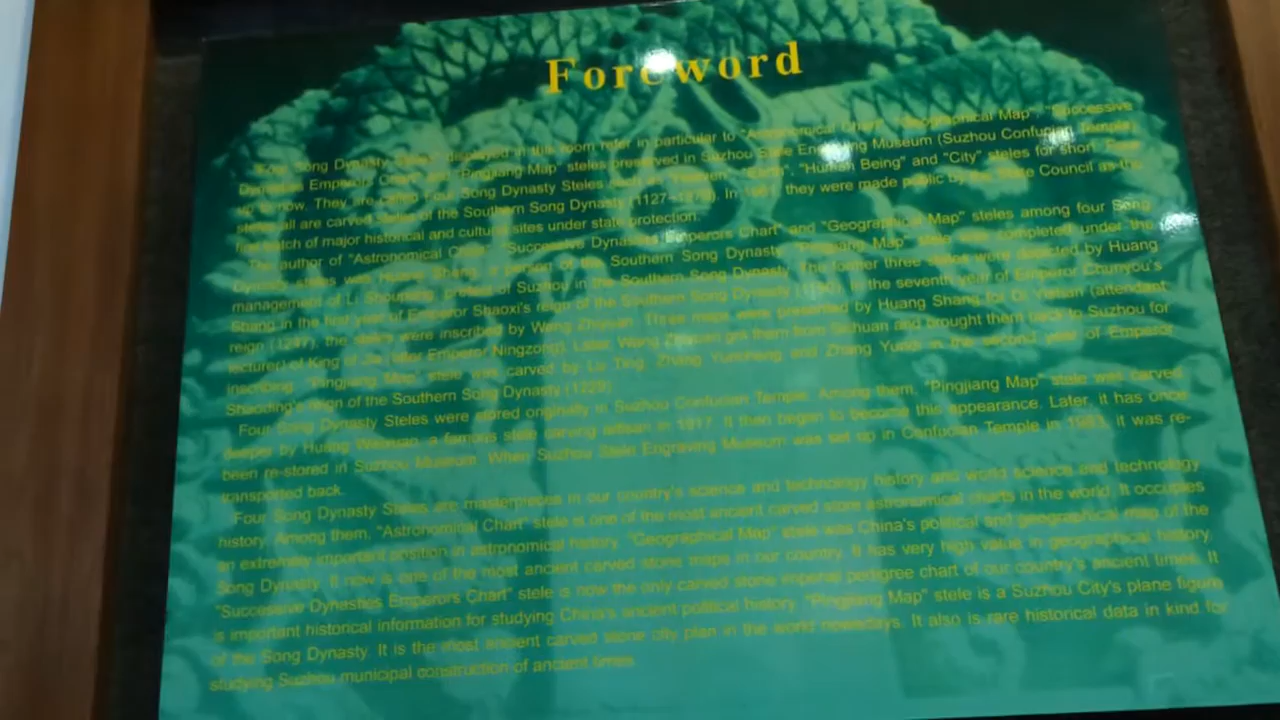 Foreword
"Four Song Dynasty Steles" displayed in this room refer in particular to "Astronomical Chart", "Geographical Map", "Successive
Dynasties Emperors Chart" and "Pingjiang Map" steles preserved in Suzhou Stele Engraving Museum (Suzhou Confucian Temple)
up to now. They are called Four Song Dynasty Steles such as "Heaven", "Earth", "Human Being" and "City" steles for short. Four
steles all are carved steles of the Southern Song Dynasty (1127-1279). In 1961, they were made public by the State Council as the
first batch of major historical and cultural sites under state protection.
The author of "Astronomical Chart", "Successive Dynasties Emperors Chart" and "Geographical Map" steles among four Song
Dynasty steles was Huang Shang, a person of the Southern Song Dynasty. "Pingjiang Map" stele was completed under the
management of Li Shoupeng, prefect of Suzhou in the Southern Song Dynasty. The former three steles were depicted by Huang
Shang in the first year of Emperor Shaoxi's reign of the Southern Song Dynasty (1190). In the seventh year of Emperor Chunyou's
reign (1247), the steles were inscribed by Wang Zhiyuan. Three maps were presented by Huang Shang for Di Yishan (attendant
lecturer) of King of Jia, later Emperor Ningzong). Later Wang Zhiyuan got them from Sichuan and brought them back to Suzhou for
inscribing. "Pingjiang Map" stele was carved by Lu Ting, Zhang Yuncheng and Zhang Yundi in the second year of Emperor
Shaoding's reign of the Southern Song Dynasty (1229).
Four Song Dynasty Steles were stored originally in Suzhou Confucian Temple. Among them, "Pingjiang Map" stele was carved
deeper by Huang a famous stele carving artisan in 1917. It then began to become this appearance. Later, it has once
been re-stored in Suzhou Museum. When Suzhou Stele Engraving Museum was set up in Confucian Temple in 1983, it was re-
transported back.
Four Song Dynasty Steles are masterpieces in our country's science and technology history and world science and technology
history. Among them, "Astronomical Chart" stele is one of the most ancient carved stone astronomical charts in the world. It occupies
an extremely important position in astronomical history. "Geographical Map" stele was China's political and geographical map of the
Song Dynasty. It now is one of the most ancient carved stone maps in our country. It has very high value in geographical history.
"Successive Dynasties Emperors Chart" stele is now the only carved stone imperial pedigree chart of our country's ancient times. It
is important historical information for studying China's ancient political history. "Pingjiang Map" stele is a Suzhou City's plane figure
of the Song Dynasty. It is the most ancient carved stone city plan in the world nowadays. It also is rare historical data in kind for
studying Suzhou municipal construction of ancient times.